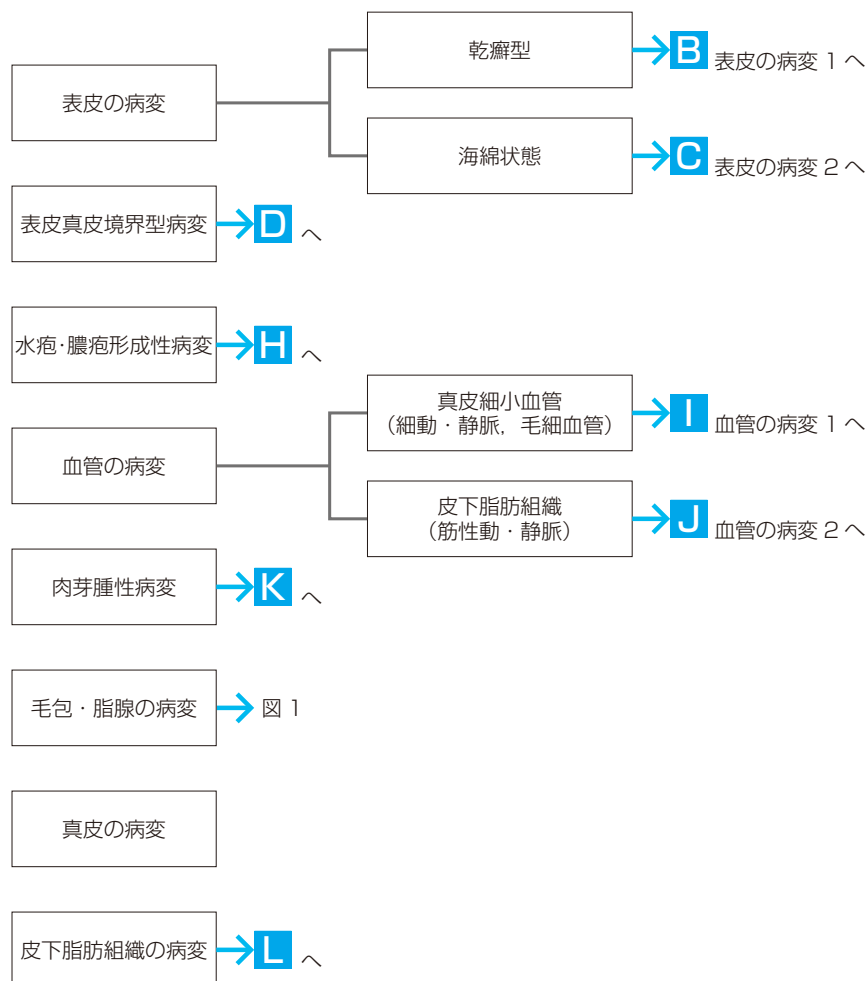 表皮の病変
乾癬型
B 表皮の病変 1 へ
海綿状態
C 表皮の病変 2 へ
表皮真皮境界型病変
D へ
水疱・膿疱形成性病変
H へ
血管の病変
真皮細小血管
（細動・静脈，毛細血管）
I 血管の病変 1 へ
皮下脂肪組織
（筋性動・静脈）
J 血管の病変 2 へ
肉芽腫性病変
K へ
毛包・脂腺の病変
図 1
真皮の病変
皮下脂肪組織の病変
L へ